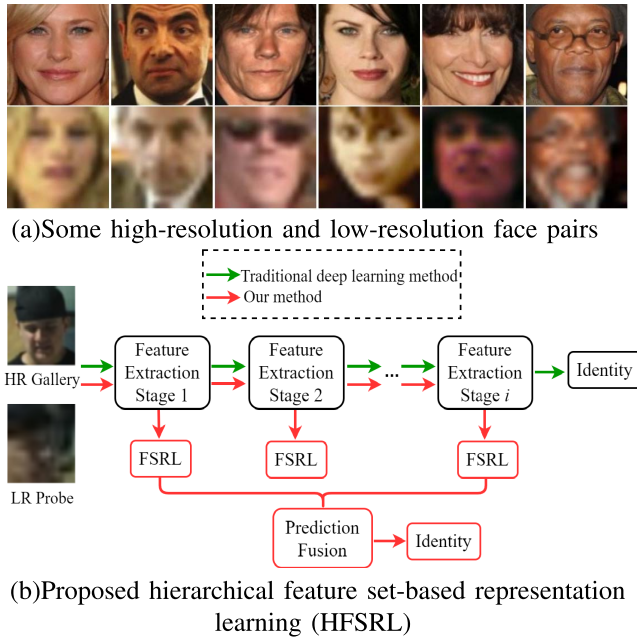 (a)Some high-resolution and low-resolution face pairs
Traditional deep learning method
Our method
HR Gallery
Feature
Extraction
Stage 1
Feature
Extraction
Stage 2
...
Feature
Extraction
Stage i
Identity
LR Probe
FSRL
FSRL
FSRL
Prediction
Fusion
Identity
(b)Proposed hierarchical feature set-based representation
learning (HFSRL)